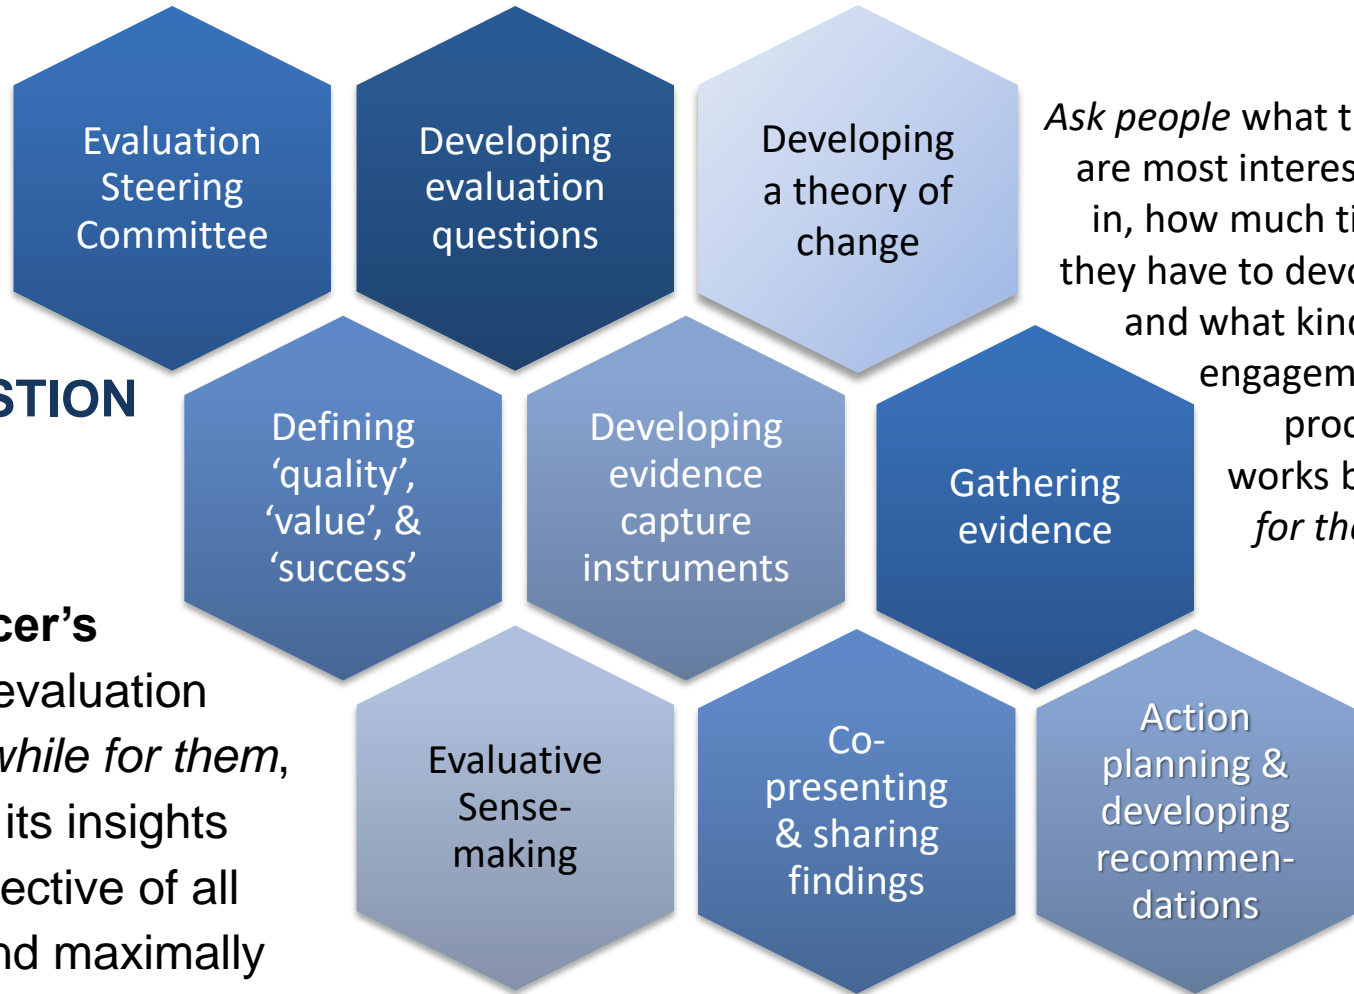 Evaluation
Steering
Committee
Developing
evaluation
questions
Developing
a theory of
change
Ask people what t
are most interes
in, how much ti
they have to devo
and what kind
engagem
proc
works b
for the
STION
Defining
‘quality’,
‘value’, &
‘success’
Developing
evidence
capture
instruments
Gathering
evidence
cer’s
evaluation
while for them,
its insights
ective of all
nd maximally
Evaluative
Sense-
making
Co-
presenting
& sharing
findings
Action
planning &
developing
recommen-
dations